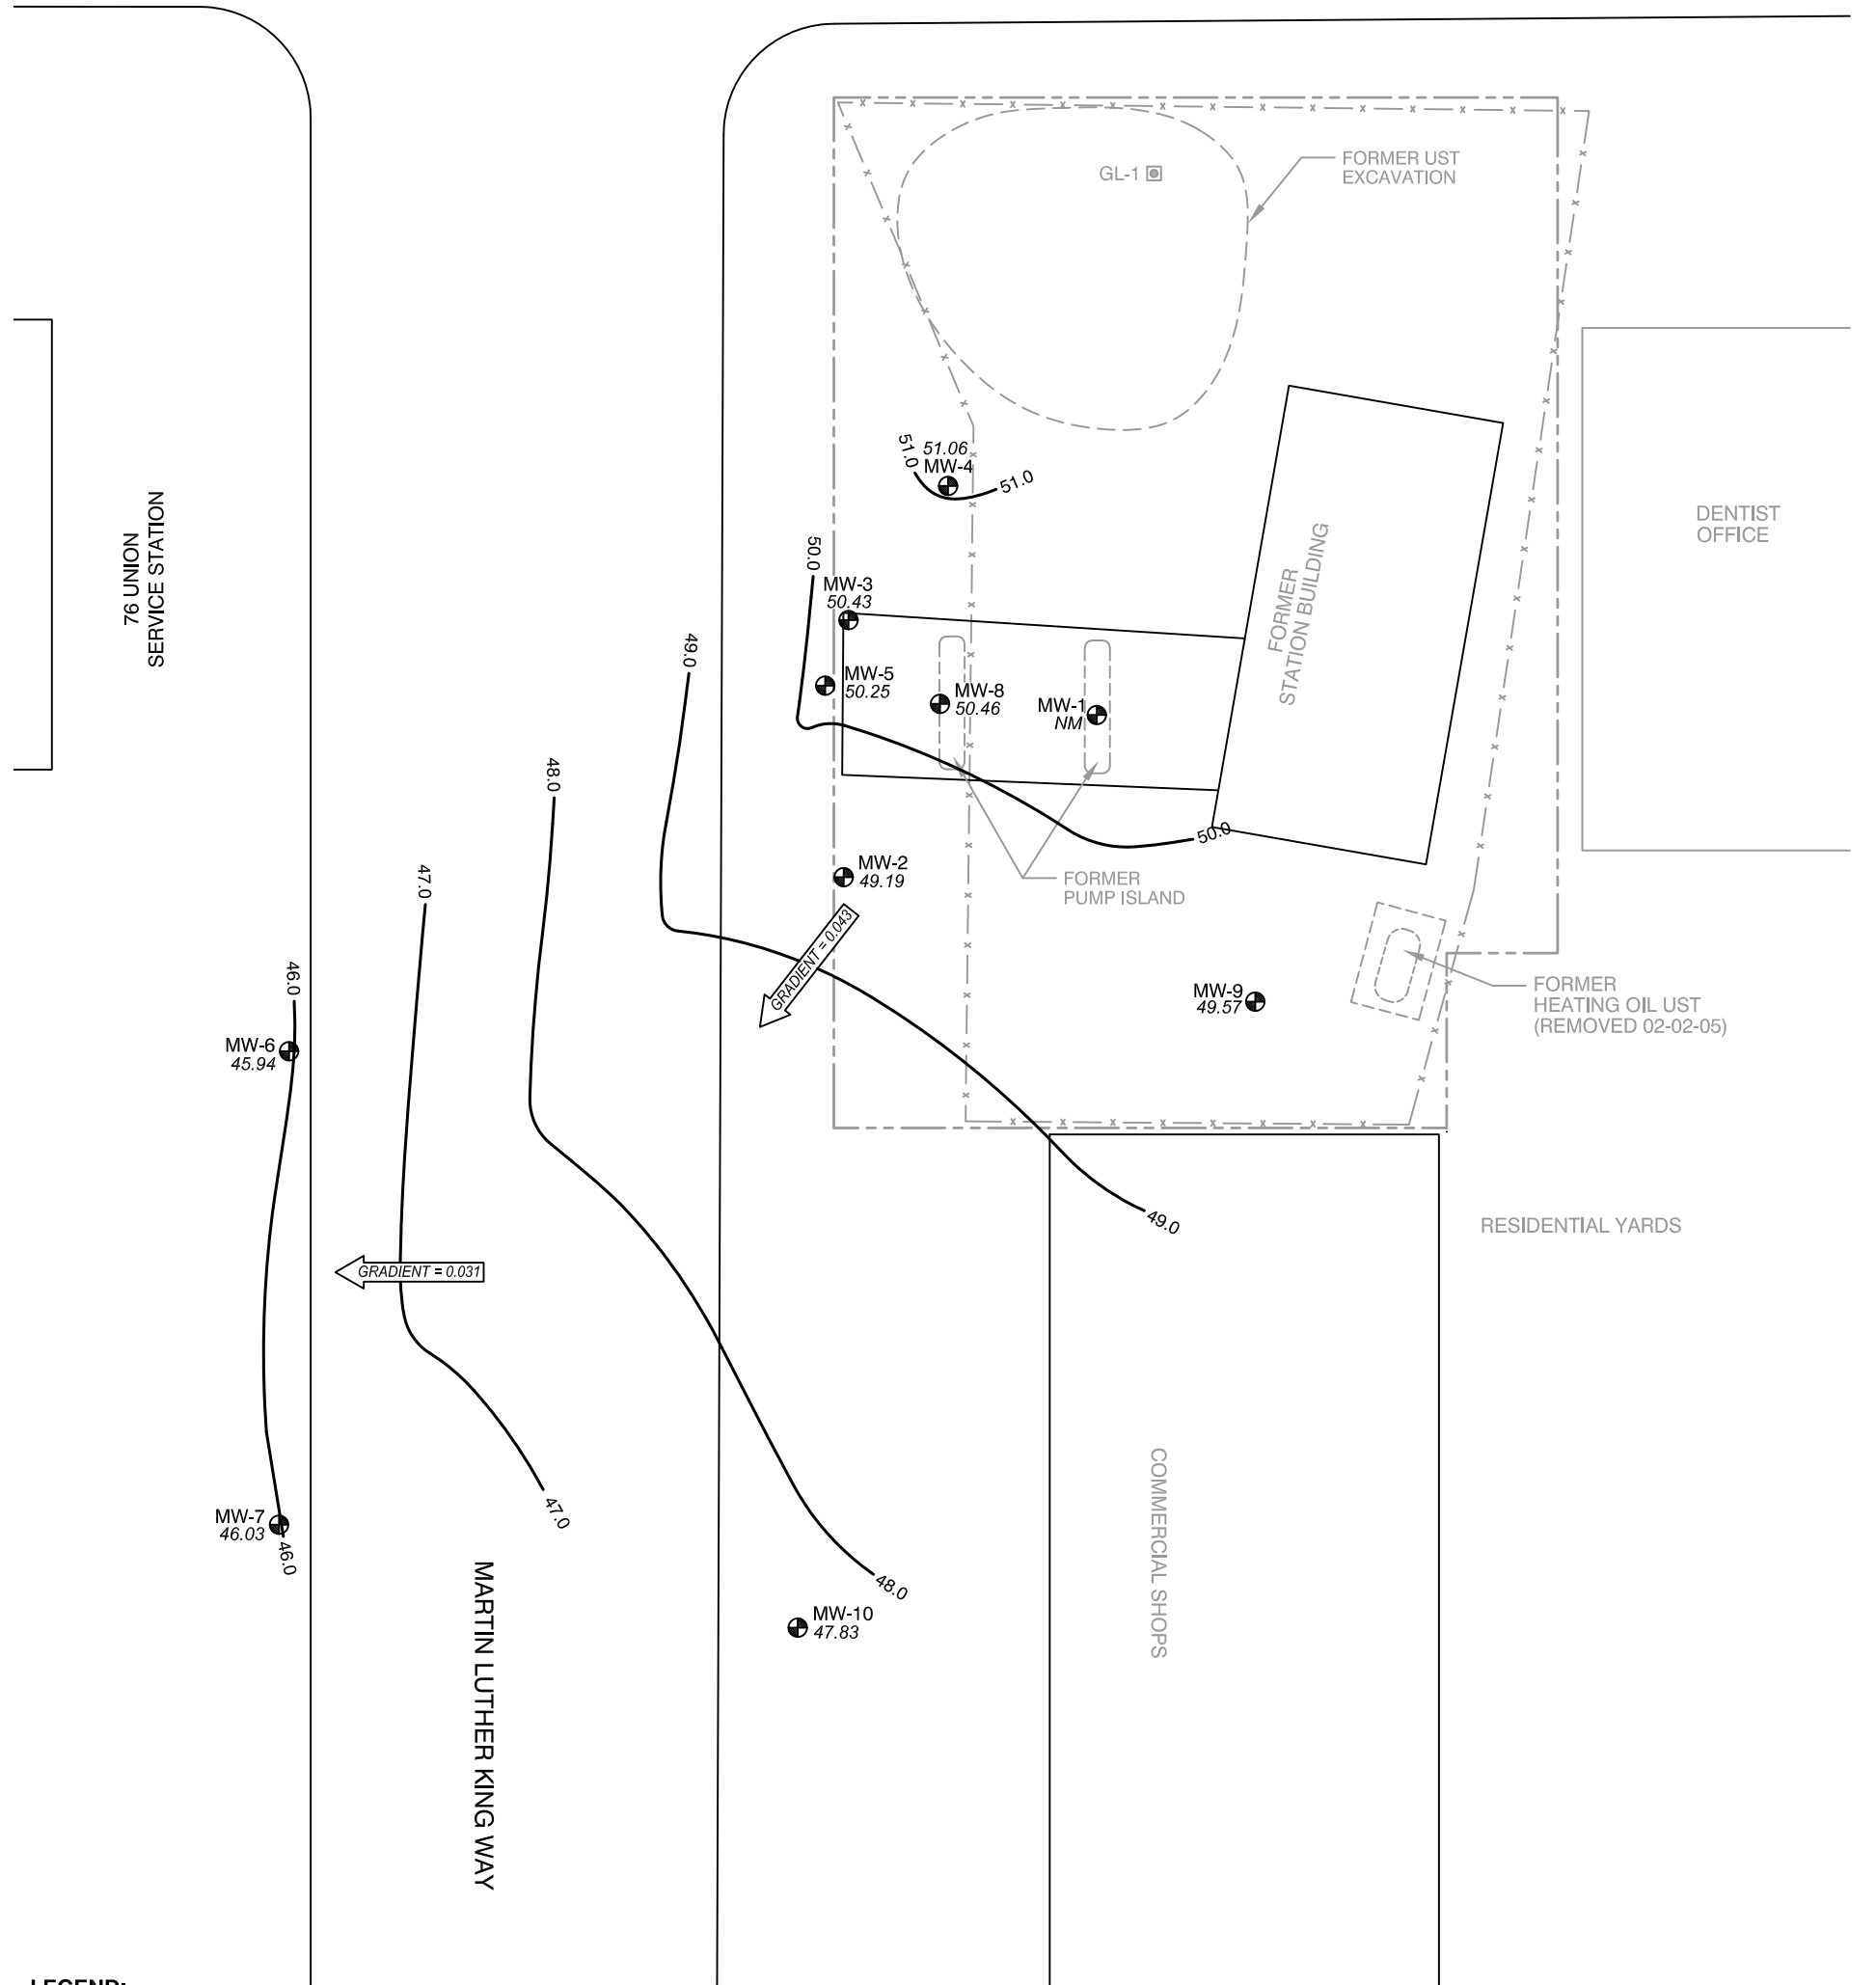 GL-1
FORMER UST
EXCAVATION
51.0
51.06
MW-4
51.0
76 UNION
SERVICE STATION
DENTIST
OFFICE
FORMER
STATION BUILDING
50.0
MW-3
50.43
49.0
MW-5
50.25
MW-8
50.46
MW-1
NM
48.0
50.0
47.0
MW-2
49.19
FORMER
PUMP ISLAND
GRADIENT = 0.043
46.0
MW-9
49.57
FORMER
HEATING OIL UST
(REMOVED 02-02-05)
MW-6
45.94
49.0
RESIDENTIAL YARDS
GRADIENT = 0.031
MW-7
46.03
46.0
47.0
48.0
COMMERCIAL SHOPS
MW-10
47.83
MARTIN LUTHER KING WAY
LEGEND: